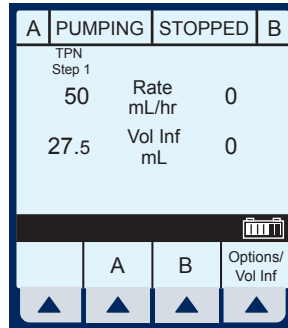 A PUMPING STOPPED B
TPN
Step 1
50 Rate mL/hr 0
27.5 Vol Inf mL 0
A B Options/ Vol Inf